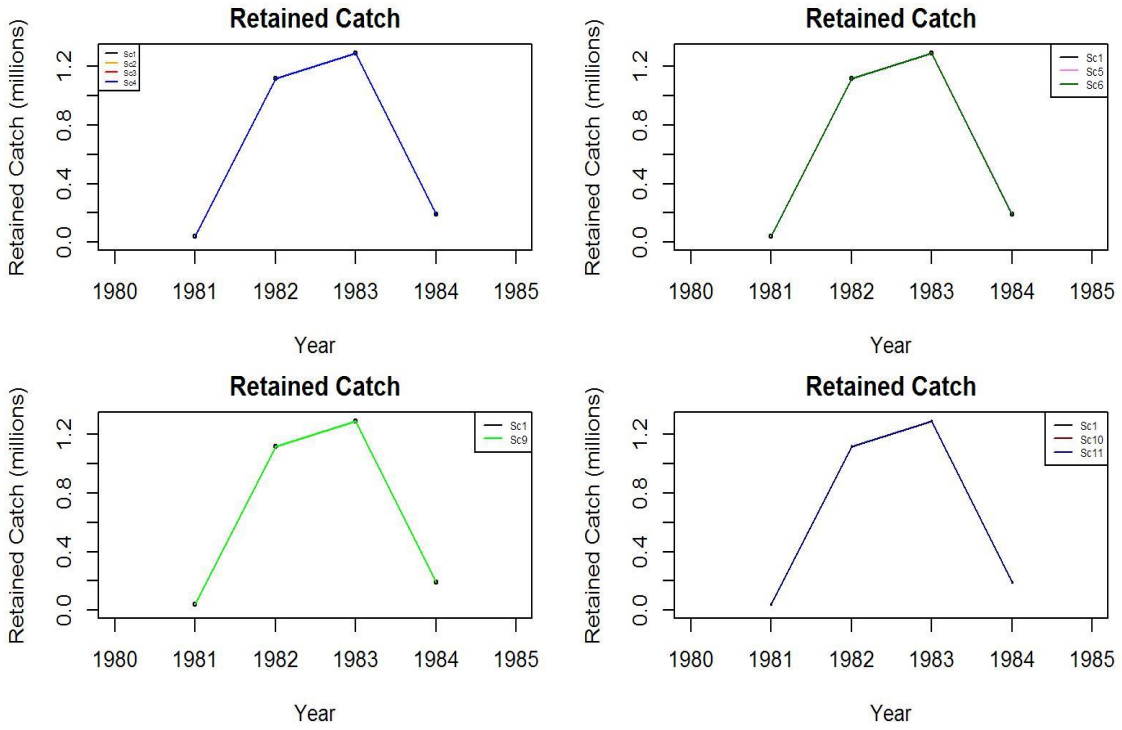 Retained Catch
Retained Catch (millions)
0.0 0.4 0.8 1.2
Sc1
Sc2
Sc3
Sc4
1980 1981 1982 1983 1984 1985
Year
Retained Catch
Retained Catch (millions)
0.0 0.4 0.8 1.2
Sc1
Sc5
Sc6
1980 1981 1982 1983 1984 1985
Year
Retained Catch
Retained Catch (millions)
0.0 0.4 0.8 1.2
Sc1
Sc9
1980 1981 1982 1983 1984 1985
Year
Retained Catch
Retained Catch (millions)
0.0 0.4 0.8 1.2
Sc1
Sc10
Sc11
1980 1981 1982 1983 1984 1985
Year